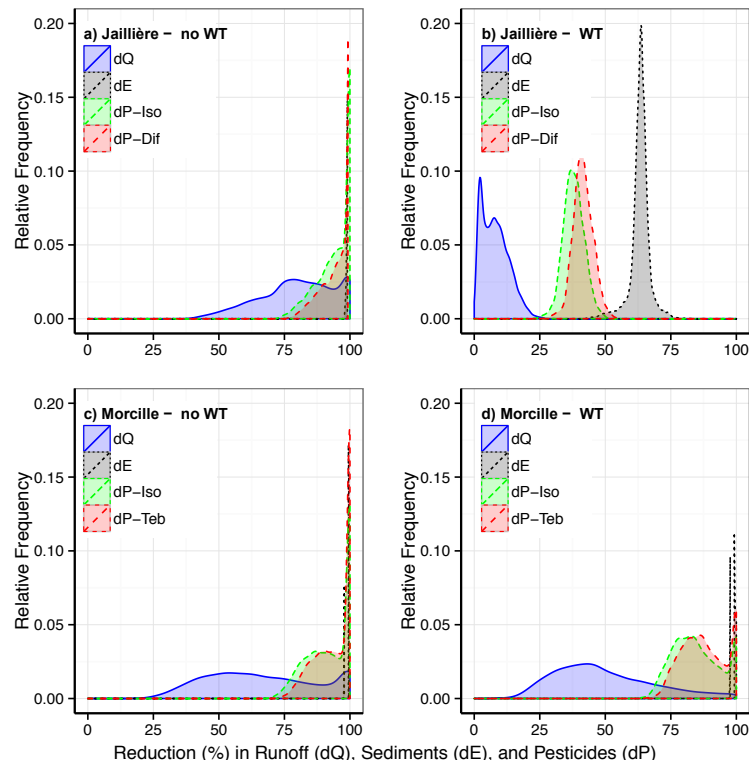 a) Jaillière − no WT
dQ
dE
dP−Iso
dP−Dif
0.20
0.15
0.10
0.05
0.00
Relative Frequency
0 25 50 75 100
b) Jaillière − WT
dQ
dE
dP−Iso
dP−Dif
0.20
0.15
0.10
0.05
0.00
Relative Frequency
0 25 50 75 100
c) Morcille − no WT
dQ
dE
dP−Iso
dP−Teb
0.20
0.15
0.10
0.05
0.00
Relative Frequency
0 25 50 75 100
d) Morcille − WT
dQ
dE
dP−Iso
dP−Teb
0.20
0.15
0.10
0.05
0.00
Relative Frequency
0 25 50 75 100
Reduction (%) in Runoff (dQ), Sediments (dE), and Pesticides (dP)